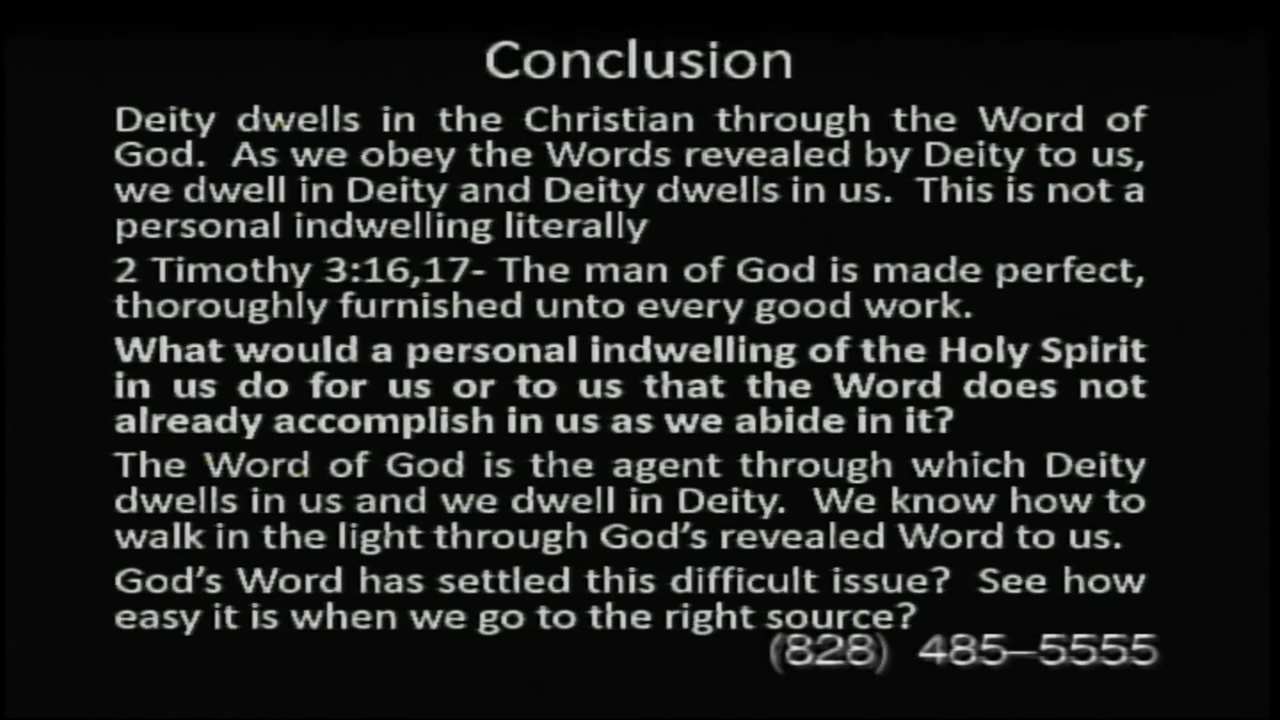 Conclusion
Deity dwells in the Christian through the Word of
God. As we obey the Words revealed by Deity to us,
we dwell in Deity and Deity dwells in us. This is not a
personal indwelling literally
2 Timothy 3:16,17- The man of God is made perfect,
thoroughly furnished unto every good work.
What would a personal indwelling of the Holy Spirit
in us do for us or to us that the Word does not
already accomplish in us as we abide in it?
The Word of God is the agent through which Deity
dwells in us and we dwell in Deity. We know how to
walk in the light through God's revealed Word to us.
God's Word has settled this difficult issue? See how
easy it is when we go to the right source?
(828) 485–5555